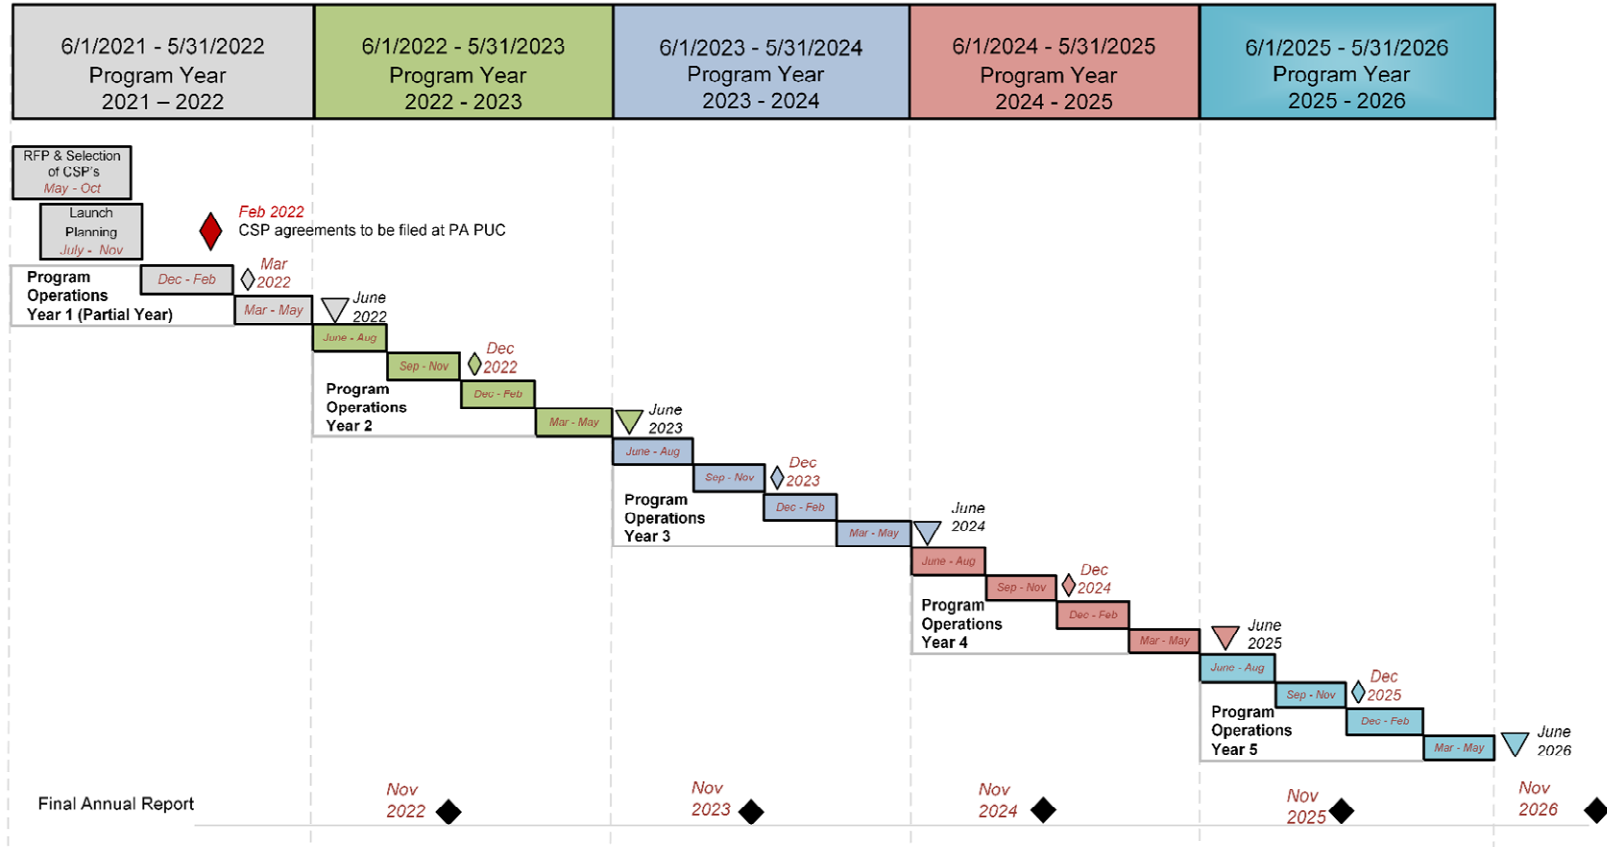 6/1/2021 - 5/31/2022
Program Year
2021 – 2022
6/1/2022 - 5/31/2023
Program Year
2022 - 2023
6/1/2023 - 5/31/2024
Program Year
2023 - 2024
6/1/2024 - 5/31/2025
Program Year
2024 - 2025
6/1/2025 - 5/31/2026
Program Year
2025 - 2026
RFP & Selection
of CSP's
May - Oct
Launch
Planning
July - Nov
Feb 2022
CSP agreements to be filed at PA PUC
Program
Operations
Year 1 (Partial Year)
Dec - Feb
Mar
2022
Mar - May
June
2022
June - Aug
Sep - Nov
Dec
2022
Program
Operations
Year 2
Dec - Feb
Mar - May
June
2023
June - Aug
Sep - Nov
Dec
2023
Program
Operations
Year 3
Dec - Feb
Mar - May
June
2024
June - Aug
Sep - Nov
Dec
2024
Program
Operations
Year 4
Dec - Feb
Mar - May
June
2025
June - Aug
Sep - Nov
Dec
2025
Program
Operations
Year 5
Dec - Feb
Mar - May
June
2026
Final Annual Report
Nov
2022
Nov
2023
Nov
2024
Nov
2025
Nov
2026